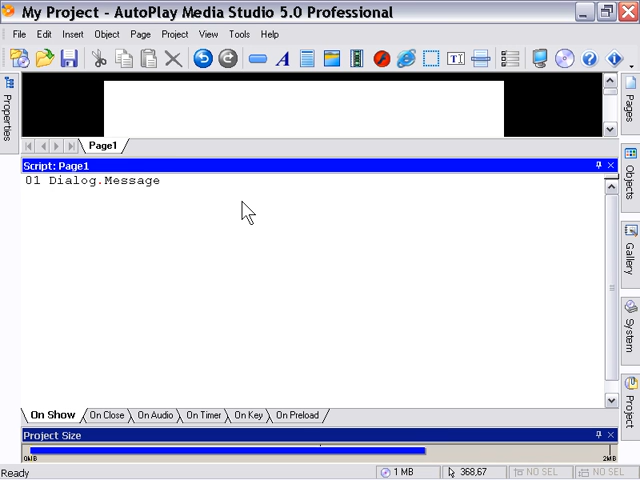 My Project - AutoPlay Media Studio 5.0 Professional
File Edit Insert Object Page Project View Tools Help
Properties
Page1
Script: Page1
01 Dialog.Message
On Show On Close On Audio On Timer On Key On Preload
Project Size
0MB 2MB
Ready 1 MB 368,67 NO SEL NO SEL
Pages
Objects
Gallery
System
Project